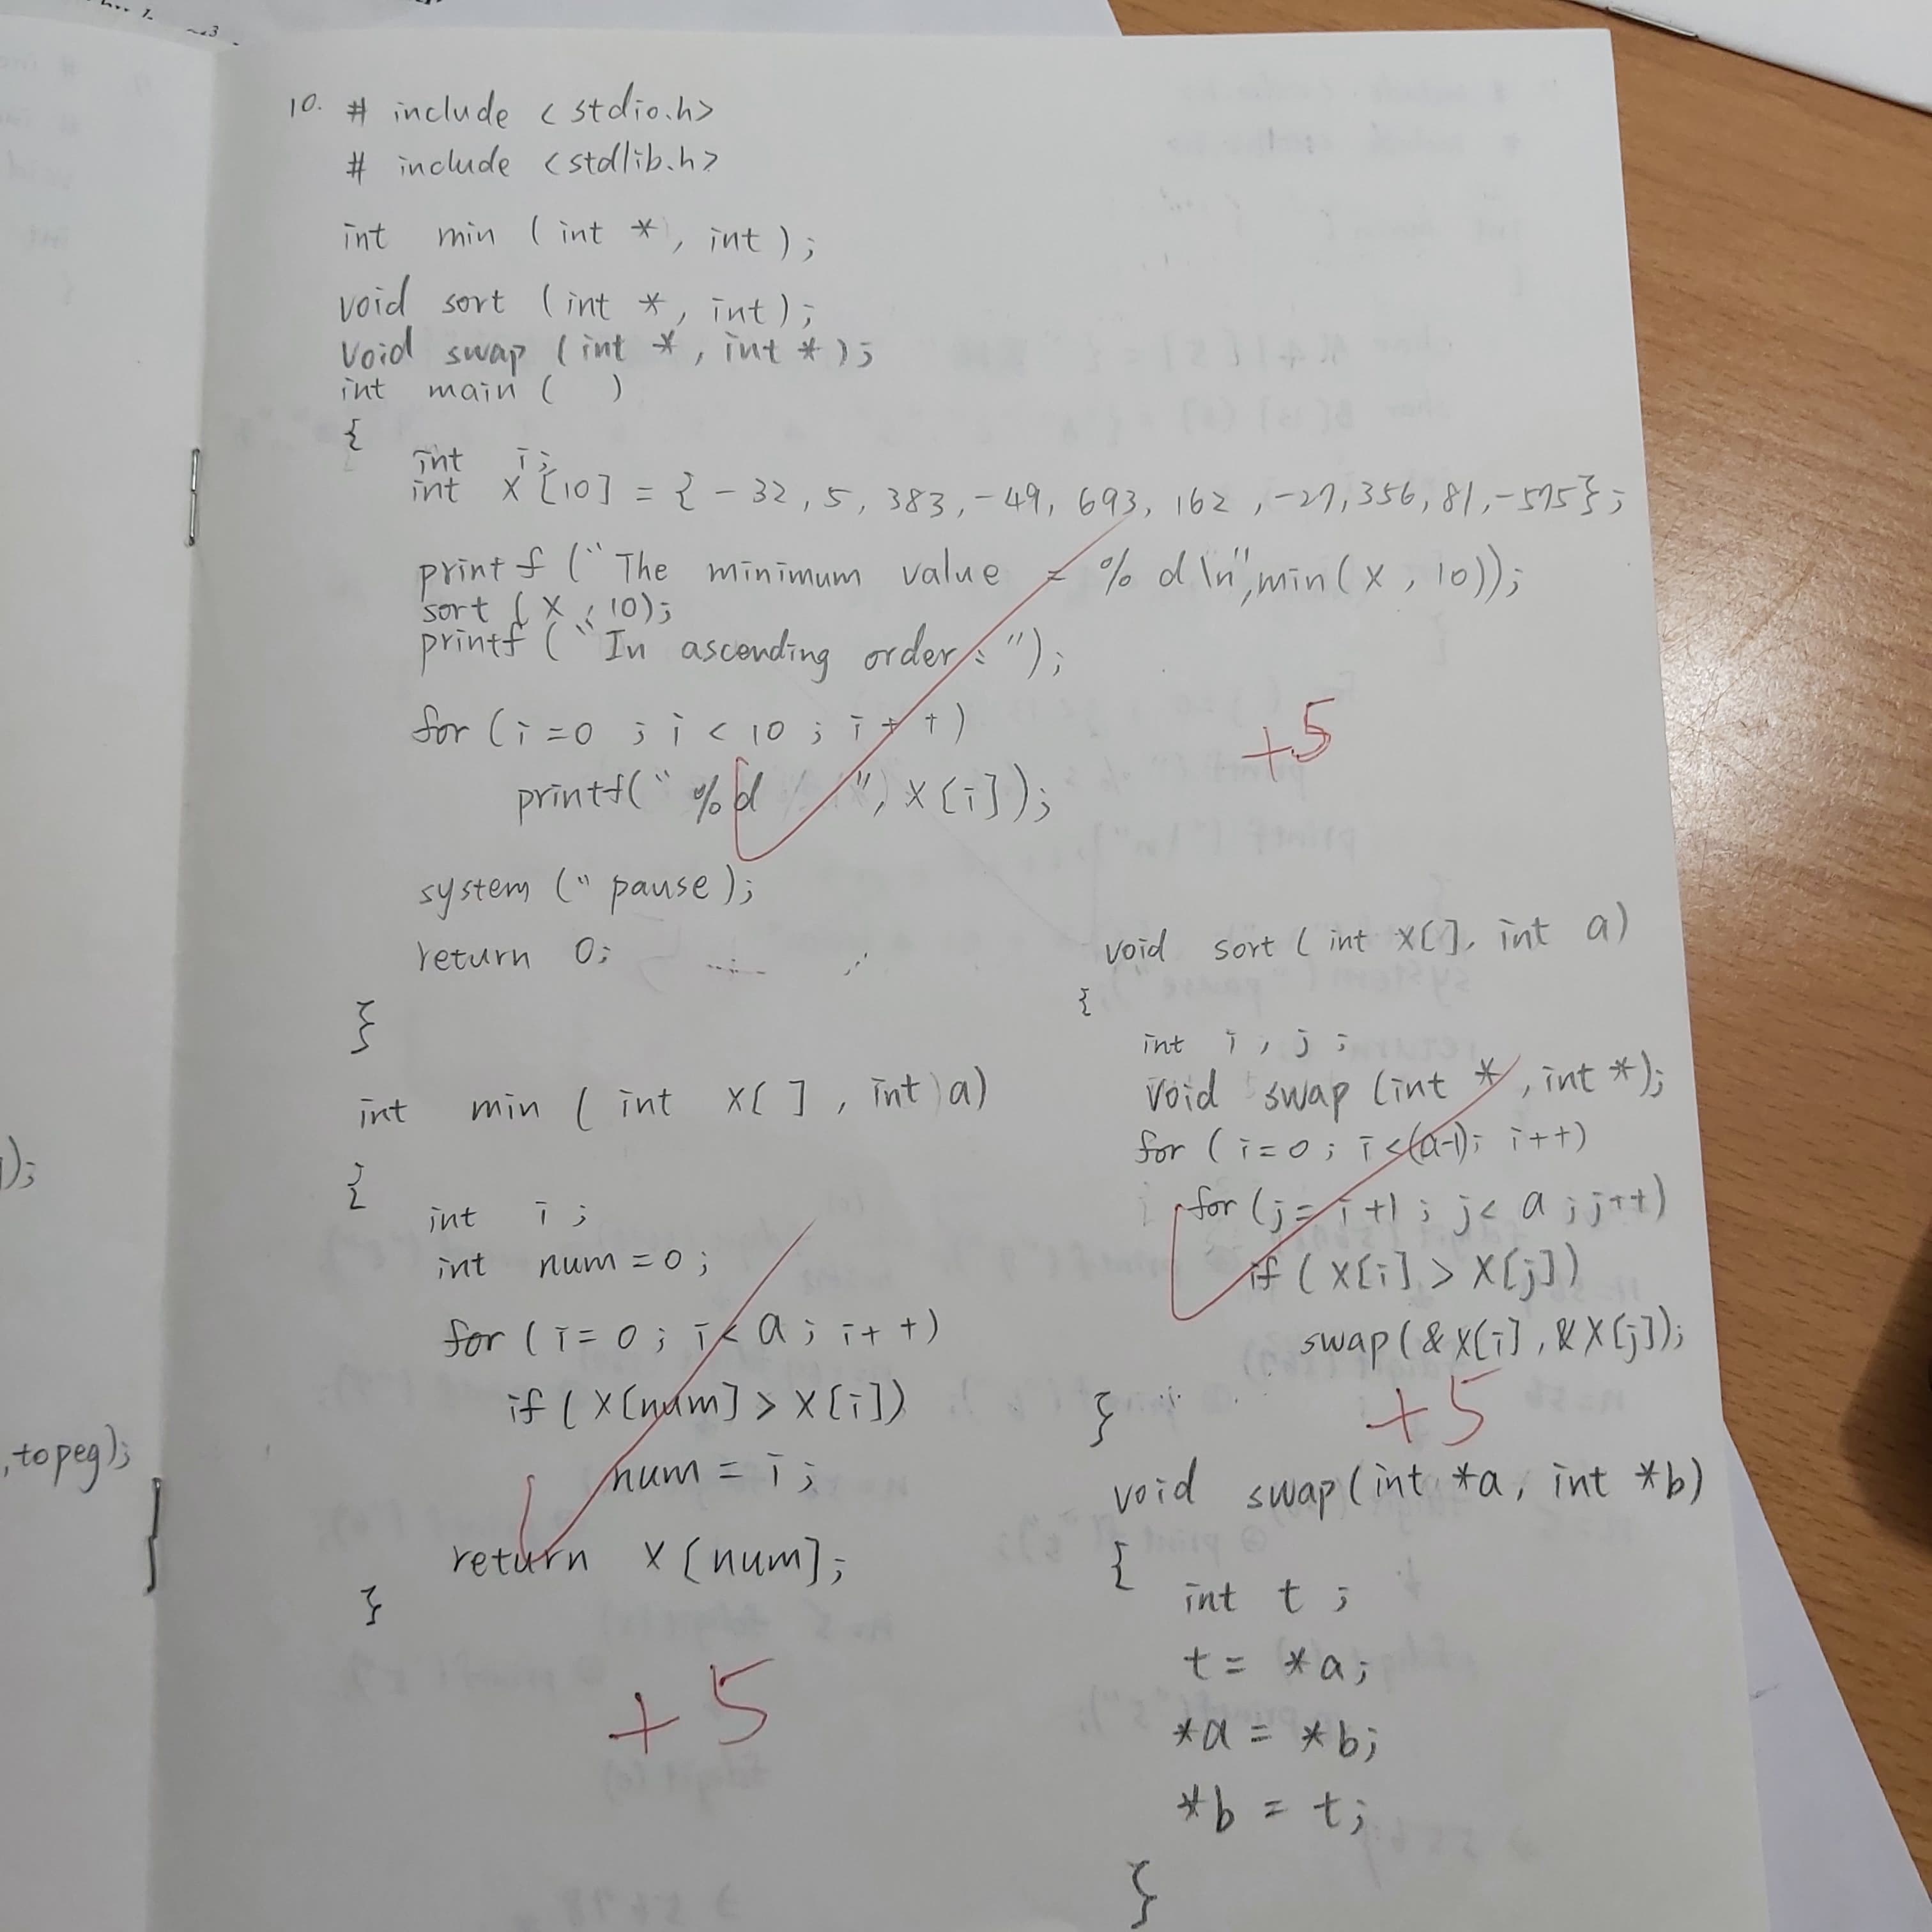 10. # include <stdio.h>
# include <stdlib.h>
int min (int *, int);
void sort (int *, int);
void swap (int *, int *);
int main ( )
{
int i;
int X[10] = { -32, 5, 383, -49, 693, 162, -27, 356, 81, -575};
printf ("The minimum value = %d\n", min(X, 10));
sort (X, 10);
printf ("In ascending order: ");
for (i=0 ; i < 10 ; i++)
printf(" %d ", X[i]);
+5
system (" pause);
return 0;
}
int min ( int X[ ], int a)
{
int i ;
int num = 0;
for (i = 0 ; i < a ; i++)
if (X[num] > X[i])
num = i ;
return X[num];
}
+5
void sort (int X[], int a)
{
int i, j ;
void swap (int *, int *);
for (i = 0 ; i <(a-1); i++)
for (j = i+1 ; j < a ; j++)
if (X[i] > X[j])
swap(&X[i], &X[j]);
}
+5
void swap(int *a, int *b)
{
int t ;
t = *a;
*a = *b;
*b = t;
}
);
,topeg);
}